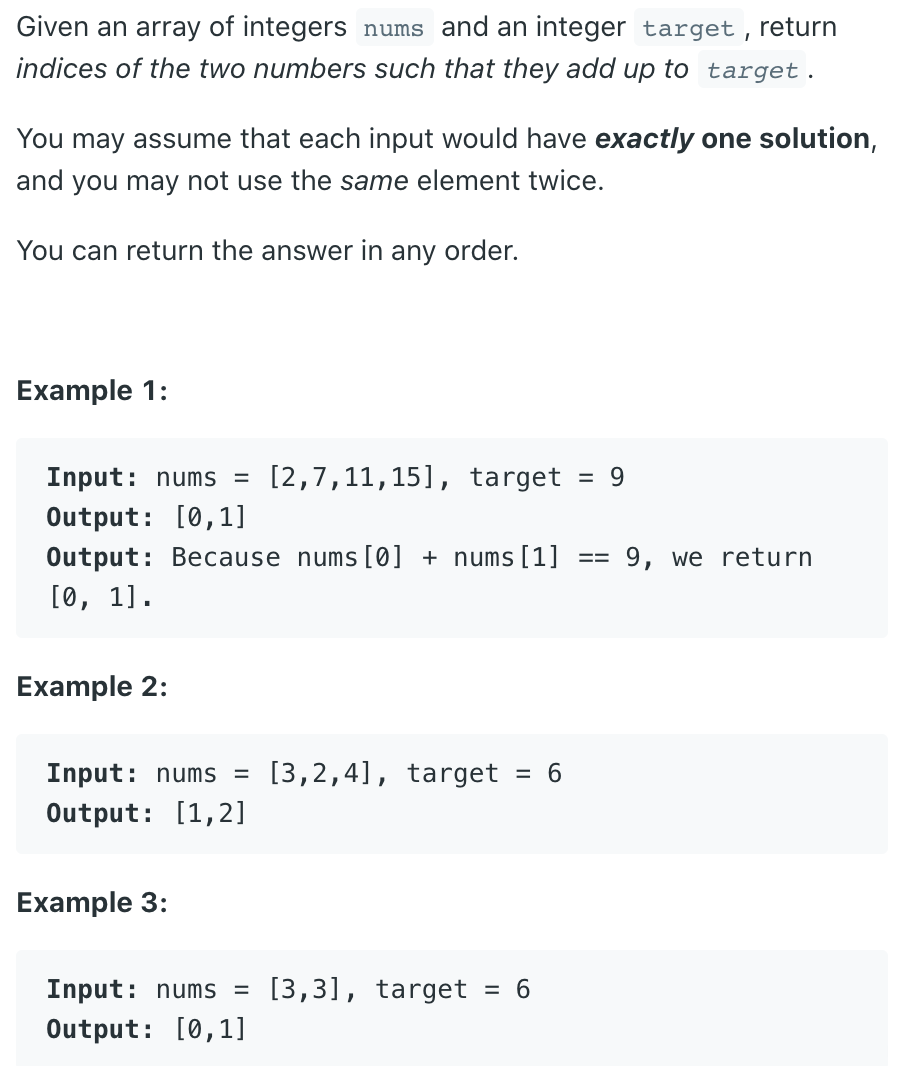 Given an array of integers nums and an integer target , return
indices of the two numbers such that they add up to target .
You may assume that each input would have exactly one solution,
and you may not use the same element twice.
You can return the answer in any order.
Example 1:
Input: nums = [2,7,11,15], target = 9
Output: [0,1]
Output: Because nums[0] + nums[1] == 9, we return
[0, 1].
Example 2:
Input: nums = [3,2,4], target = 6
Output: [1,2]
Example 3:
Input: nums = [3,3], target = 6
Output: [0,1]